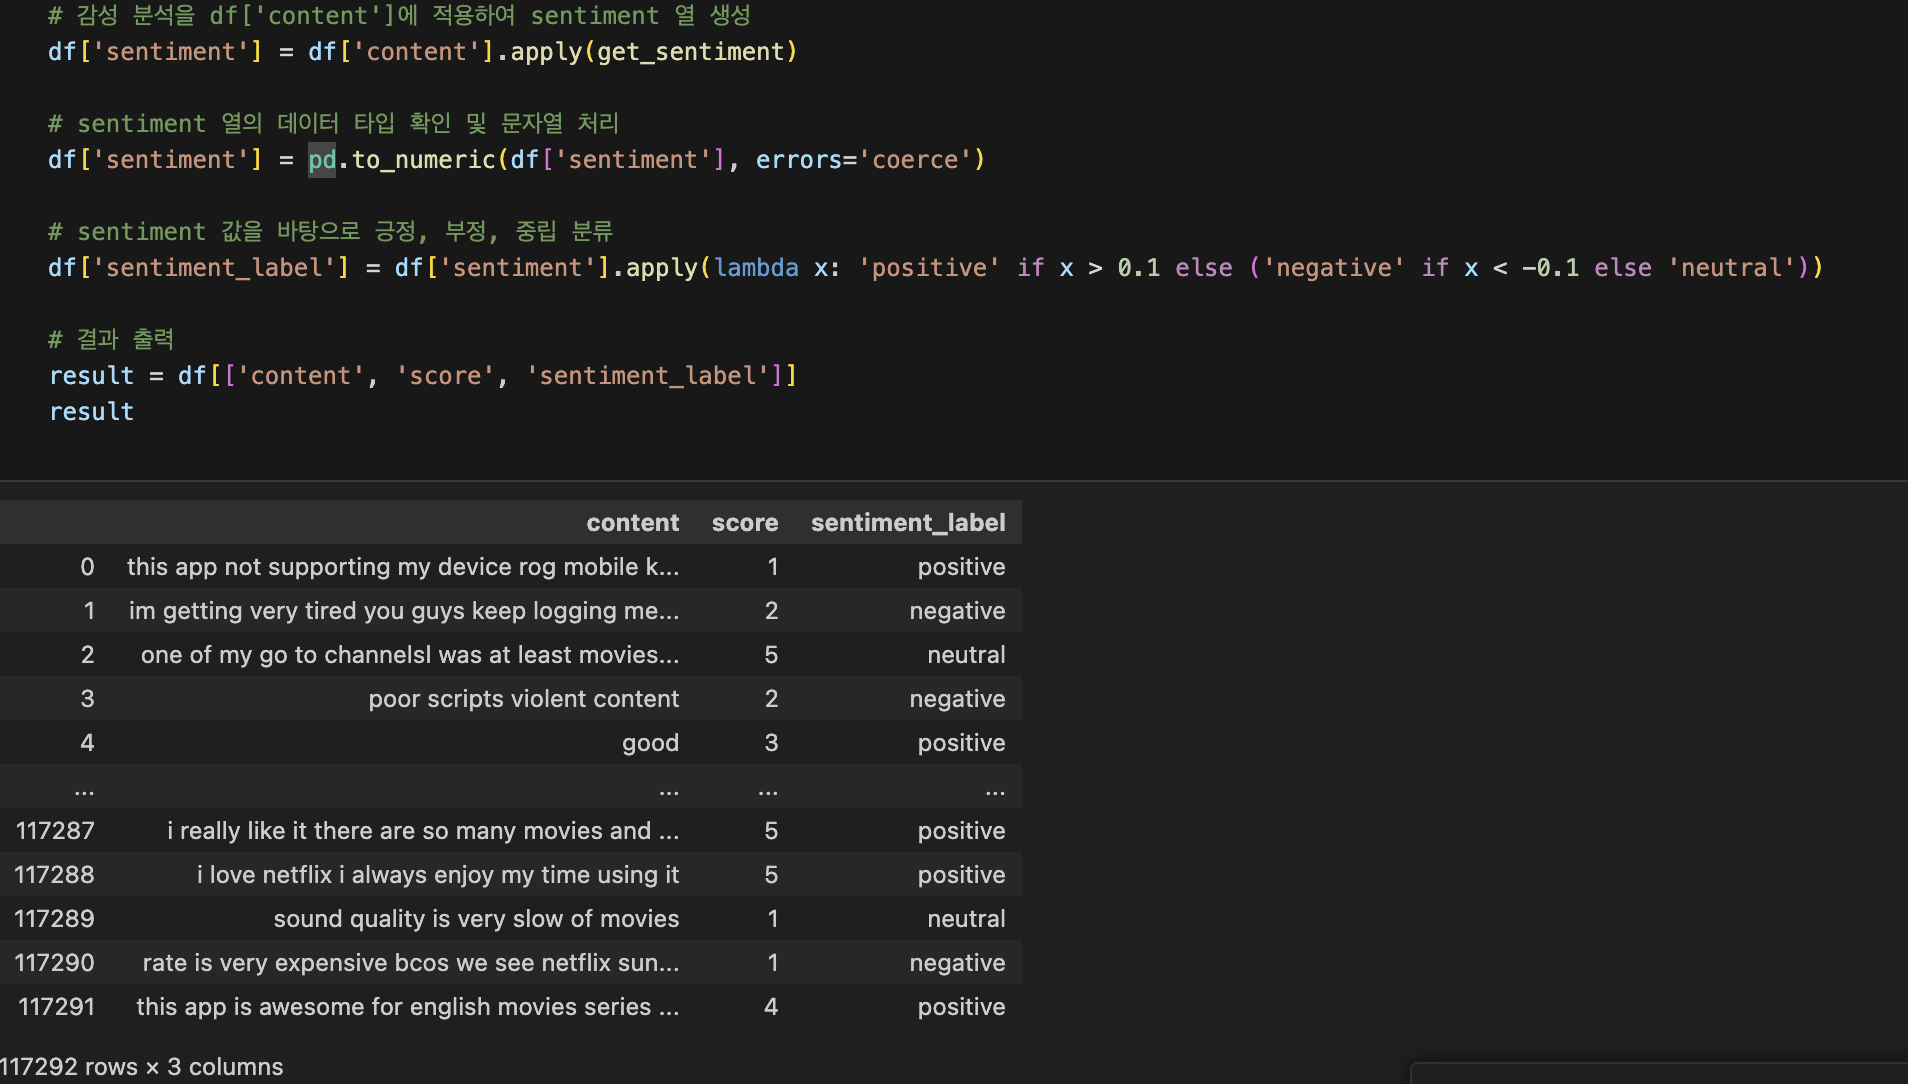 # 감성 분석을 df['content']에 적용하여 sentiment 열 생성
df['sentiment'] = df['content'].apply(get_sentiment)
# sentiment 열의 데이터 타입 확인 및 문자열 처리
df['sentiment'] = pd.to_numeric(df['sentiment'], errors='coerce')
# sentiment 값을 바탕으로 긍정, 부정, 중립 분류
df['sentiment_label'] = df['sentiment'].apply(lambda x: 'positive' if x > 0.1 else ('negative' if x < -0.1 else 'neutral'))
# 결과 출력
result = df[['content', 'score', 'sentiment_label']]
result
content score sentiment_label
0 this app not supporting my device rog mobile k... 1 positive
1 im getting very tired you guys keep logging me... 2 negative
2 one of my go to channelsl was at least movies... 5 neutral
3 poor scripts violent content 2 negative
4 good 3 positive
... ... ... ...
117287 i really like it there are so many movies and ... 5 positive
117288 i love netflix i always enjoy my time using it 5 positive
117289 sound quality is very slow of movies 1 neutral
117290 rate is very expensive bcos we see netflix sun... 1 negative
117291 this app is awesome for english movies series ... 4 positive
117292 rows × 3 columns